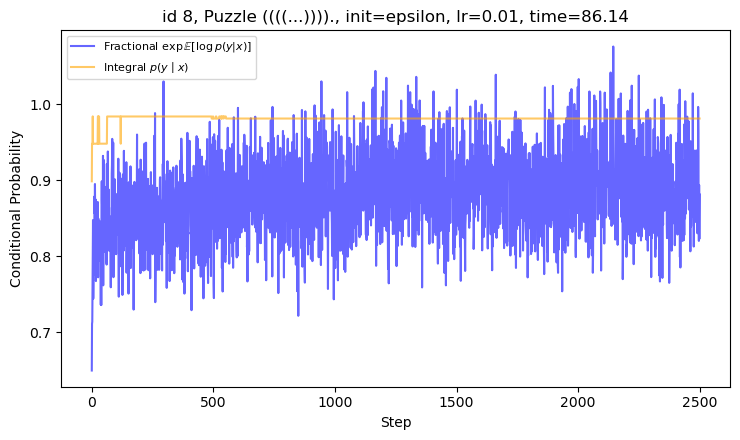 id 8, Puzzle ((((...))))., init=epsilon, lr=0.01, time=86.14
Fractional exp𝔼[log p(y|x)]
Integral p(y | x)
Conditional Probability
1.0
0.9
0.8
0.7
0
500
1000
1500
2000
2500
Step